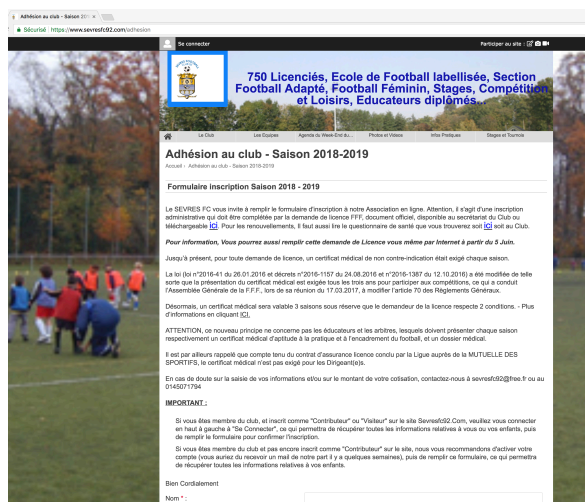 Adhésion au club - Saison 201
Sécurisé
https://www.sevresfc92.com/adhesion
Se connecter
Participer au site :
750 Licenciés, Ecole de Football labellisée, Section
Football Adapté, Football Féminin, Stages, Compétition
et Loisirs, Educateurs diplômés...
Le Club
Les Equipes
Agenda du Week-End du...
Photos et Vidéos
Infos Pratiques
Stages et Tournois
Adhésion au club - Saison 2018-2019
Accueil › Adhésion au club - Saison 2018-2019
Formulaire inscription Saison 2018 - 2019
Le SEVRES FC vous invite à remplir le formulaire d'inscription à notre Association en ligne. Attention, il s'agit d'une inscription
administrative qui doit être complétée par la demande de licence FFF, document officiel, disponible au secrétariat du Club ou
téléchargeable ici. Pour les renouvellements, Il faut aussi lire le questionnaire de santé que vous trouverez soit ici soit au Club.
Pour information, Vous pourrez aussi remplir cette demande de Licence vous même par Internet à partir du 5 Juin.
Jusqu'à présent, pour toute demande de licence, un certificat médical de non contre-indication était exigé chaque saison.
La loi (loi n°2016-41 du 26.01.2016 et décrets n°2016-1157 du 24.08.2016 et n°2016-1387 du 12.10.2016) a été modifiée de telle
sorte que la présentation du certificat médical est exigée tous les trois ans pour participer aux compétitions, ce qui a conduit
l'Assemblée Générale de la F.F.F., lors de sa réunion du 17.03.2017, à modifier l'article 70 des Règlements Généraux.
Désormais, un certificat médical sera valable 3 saisons sous réserve que le demandeur de la licence respecte 2 conditions. - Plus
d'informations en cliquant ICI.
ATTENTION, ce nouveau principe ne concerne pas les éducateurs et les arbitres, lesquels doivent présenter chaque saison
respectivement un certificat médical d'aptitude à la pratique et à l'encadrement du football, et un dossier médical.
Il est par ailleurs rappelé que compte tenu du contrat d'assurance licence conclu par la Ligue auprès de la MUTUELLE DES
SPORTIFS, le certificat médical n'est pas exigé pour les Dirigeant(e)s.
En cas de doute sur la saisie de vos informations et/ou sur le montant de votre cotisation, contactez-nous à sevresfc92@free.fr ou au
0145071794
IMPORTANT :
Si vous êtes membre du club, et inscrit comme "Contributeur" ou "Visiteur" sur le site Sevresfc92.Com, veuillez vous connecter
en haut à gauche à "Se Connecter", ce qui permettra de récupérer toutes les informations relatives à vous ou vos enfants, puis
de remplir le formulaire pour confirmer l'inscription.
Si vous êtes membre du club et pas encore inscrit comme "Contributeur" sur le site, nous vous recommandons d'activer votre
compte (vous auriez du recevoir un mail de notre part il y a quelques semaines), puis de remplir ce formulaire, ce qui permettra
de récupérer toutes les informations relatives à vos enfants.
Bien Cordialement
Nom * :